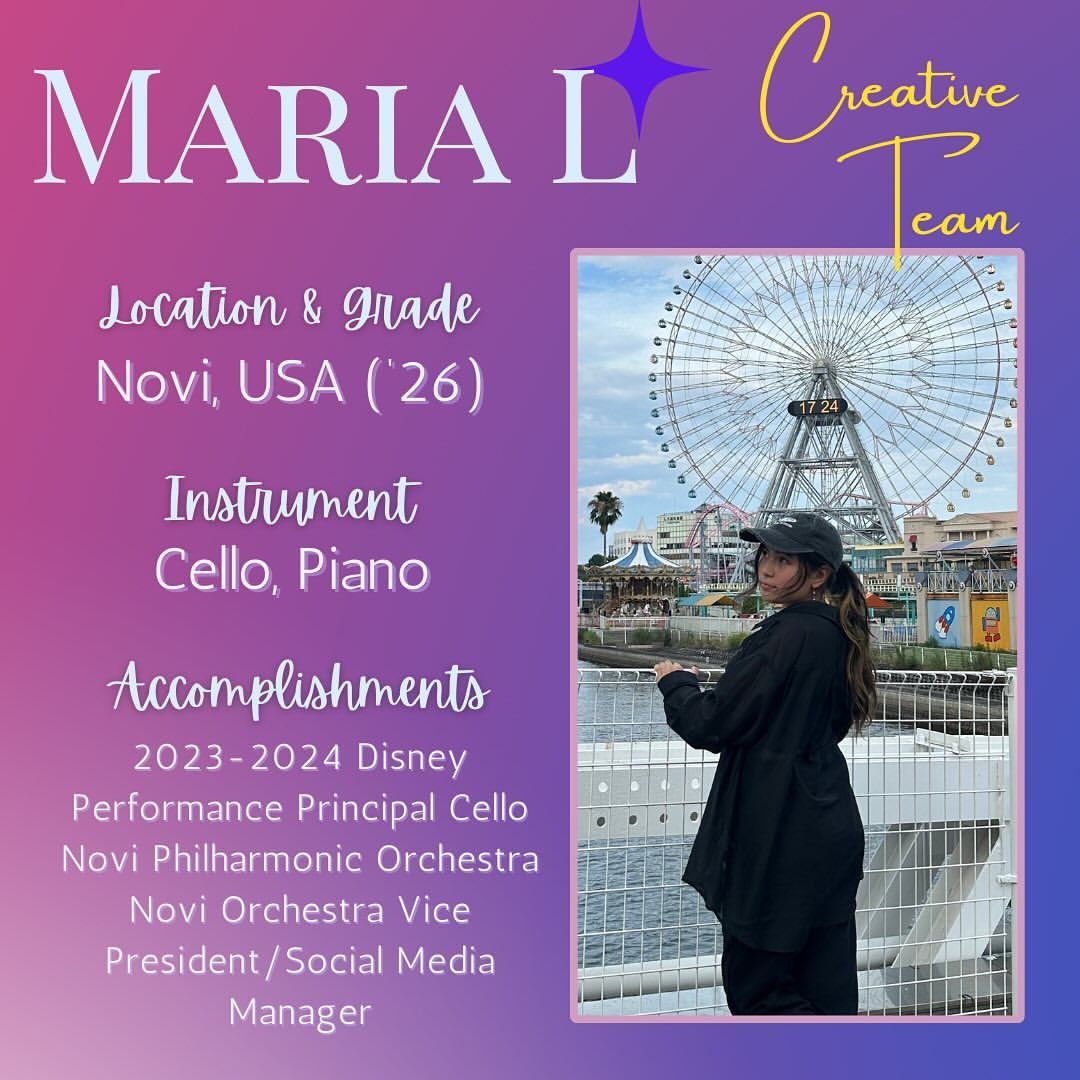 Maria L
Creative
Team
Location & Grade
Novi, USA ('26)
Instrument
Cello, Piano
Accomplishments
2023-2024 Disney
Performance Principal Cello
Novi Philharmonic Orchestra
Novi Orchestra Vice
President/Social Media
Manager
17 24